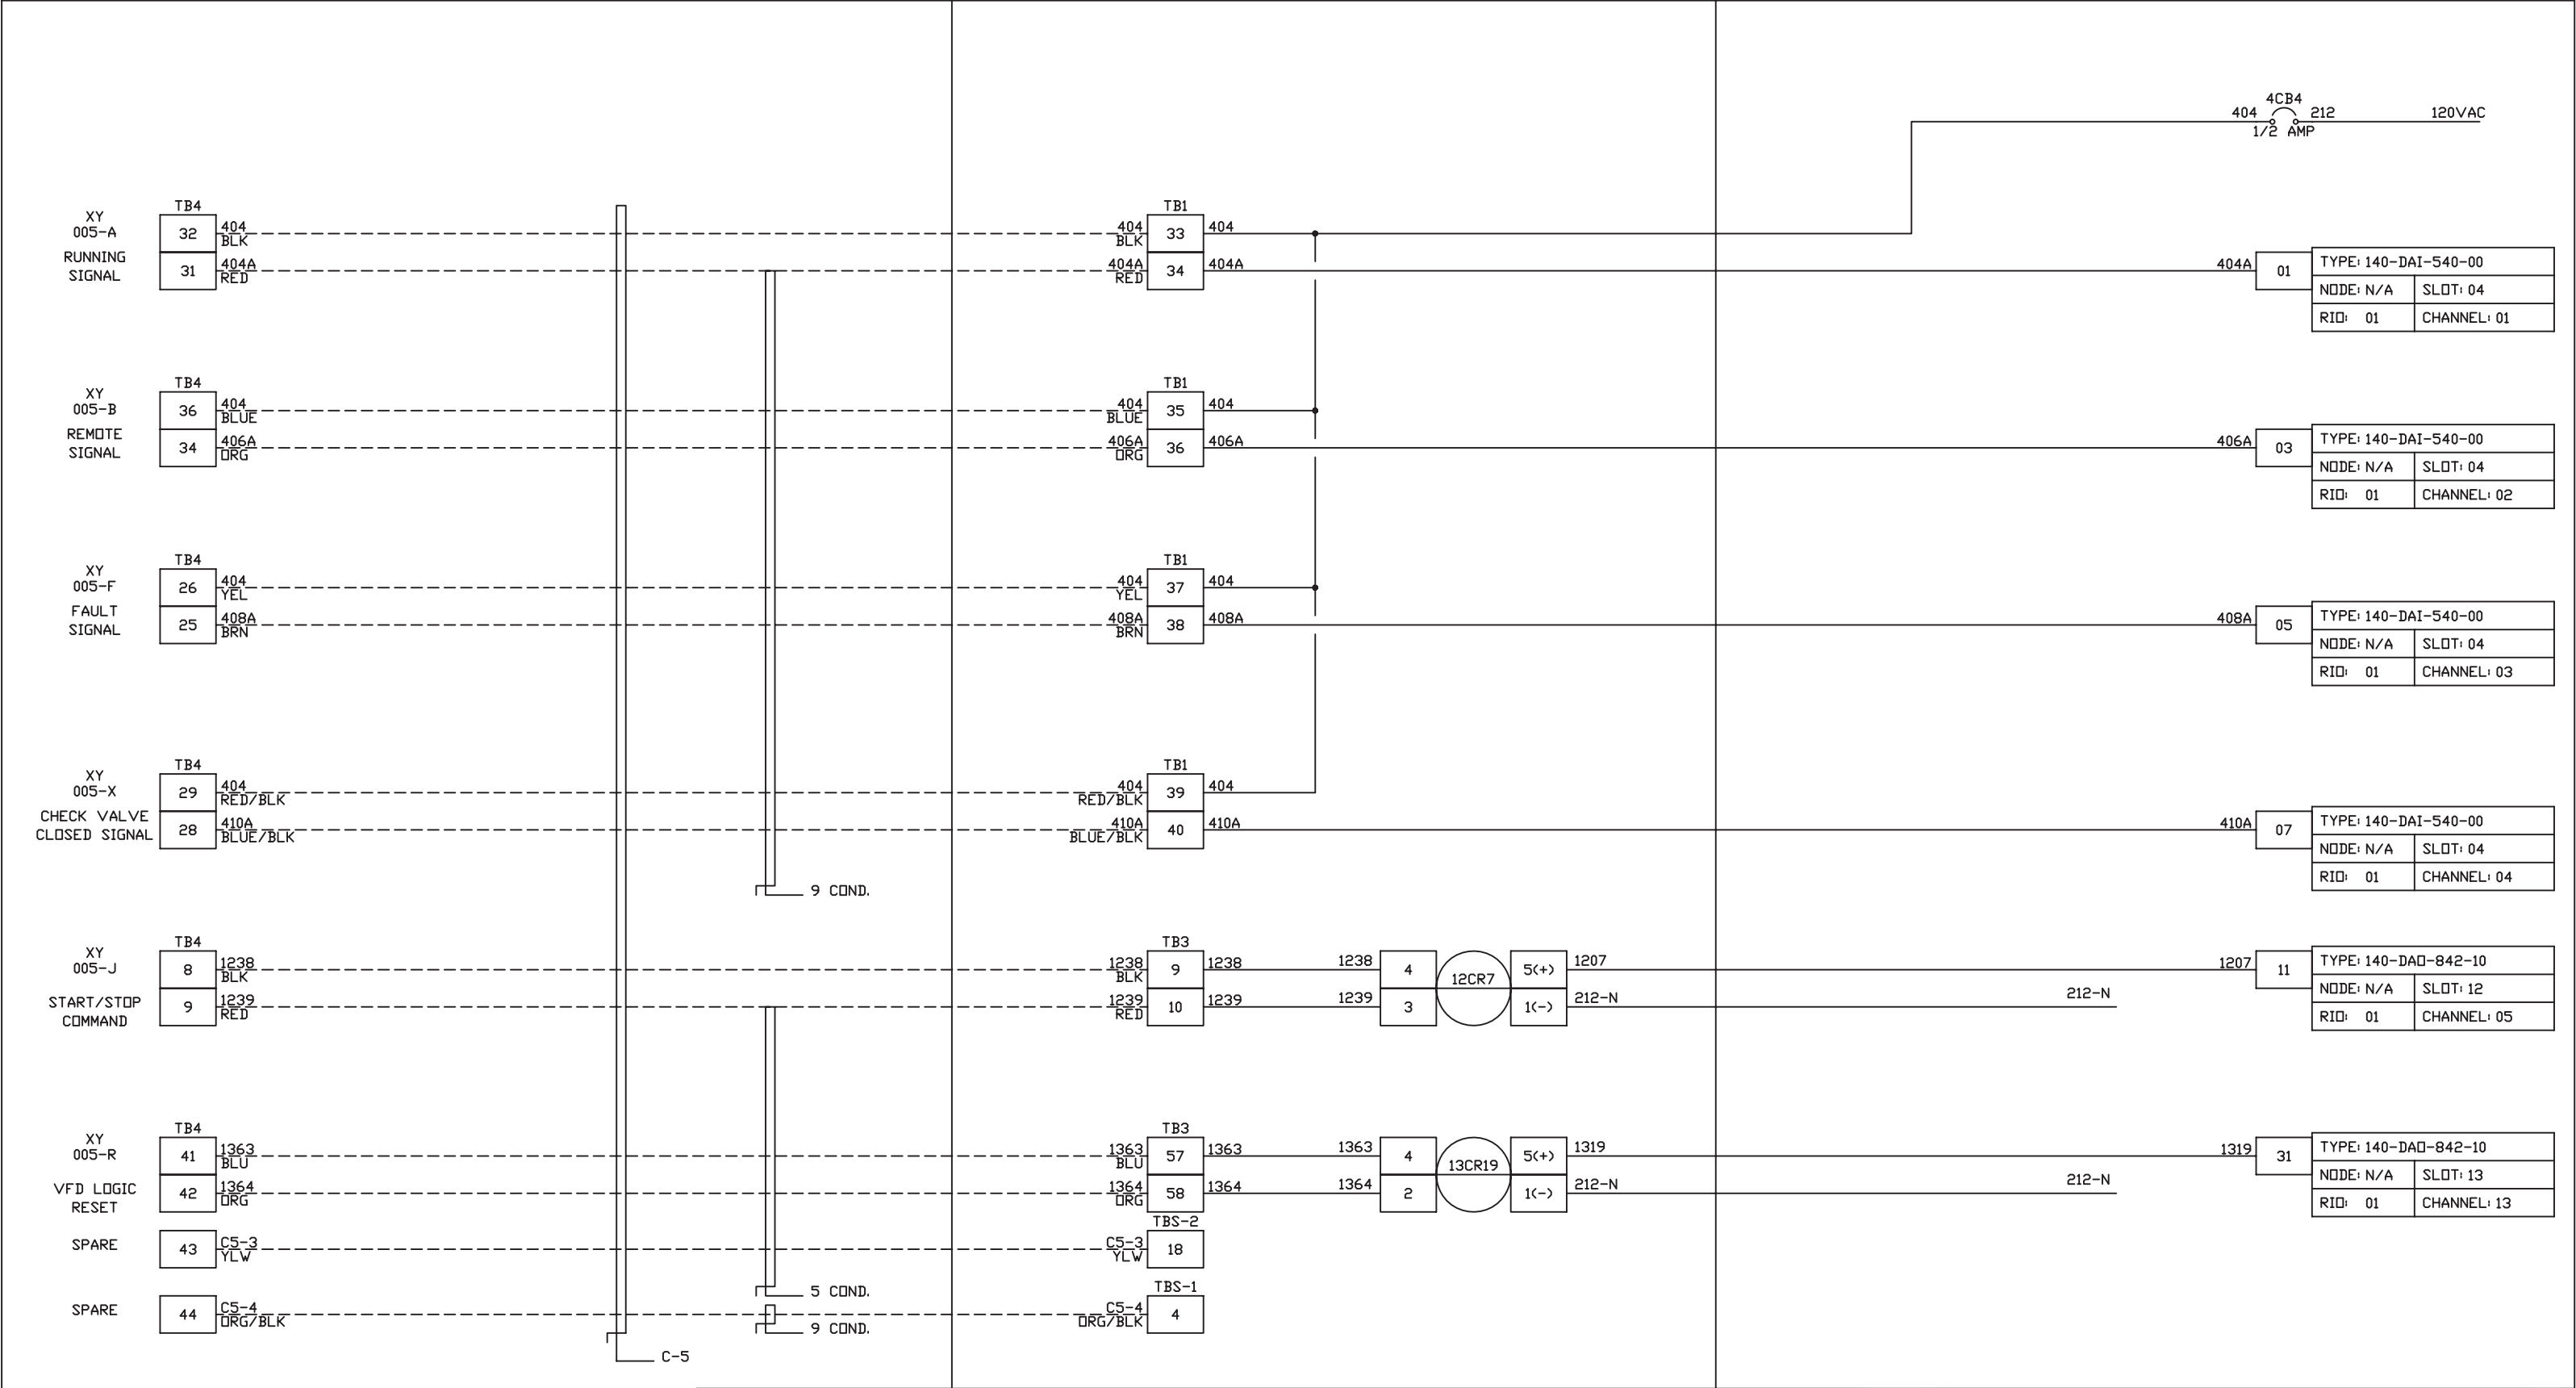 4CB4
404 212 120VAC
1/2 AMP
XY
005-A
RUNNING
SIGNAL
TB4
32 404
BLK
31 404A
RED
TB1
404 33 404
BLK
404A 34 404A
RED
404A 01
TYPE: 140-DAI-540-00
NODE: N/A SLOT: 04
RIO: 01 CHANNEL: 01
XY
005-B
REMOTE
SIGNAL
TB4
36 404
BLUE
34 406A
ORG
TB1
404 35 404
BLUE
406A 36 406A
ORG
406A 03
TYPE: 140-DAI-540-00
NODE: N/A SLOT: 04
RIO: 01 CHANNEL: 02
XY
005-F
FAULT
SIGNAL
TB4
26 404
YEL
25 408A
BRN
TB1
404 37 404
YEL
408A 38 408A
BRN
408A 05
TYPE: 140-DAI-540-00
NODE: N/A SLOT: 04
RIO: 01 CHANNEL: 03
XY
005-X
CHECK VALVE
CLOSED SIGNAL
TB4
29 404
RED/BLK
28 410A
BLUE/BLK
TB1
404 39 404
RED/BLK
410A 40 410A
BLUE/BLK
410A 07
TYPE: 140-DAI-540-00
NODE: N/A SLOT: 04
RIO: 01 CHANNEL: 04
9 COND.
XY
005-J
START/STOP
COMMAND
TB4
8 1238
BLK
9 1239
RED
TB3
1238 9 1238
BLK
1239 10 1239
RED
1238 4 12CR7 5(+) 1207
1239 3 1(-) 212-N
212-N
1207 11
TYPE: 140-DAO-842-10
NODE: N/A SLOT: 12
RIO: 01 CHANNEL: 05
XY
005-R
VFD LOGIC
RESET
TB4
41 1363
BLU
42 1364
ORG
TB3
1363 57 1363
BLU
1364 58 1364
ORG
1363 4 13CR19 5(+) 1319
1364 2 1(-) 212-N
212-N
1319 31
TYPE: 140-DAO-842-10
NODE: N/A SLOT: 13
RIO: 01 CHANNEL: 13
SPARE 43 C5-3
YLW
TBS-2
C5-3 18
YLW
5 COND.
SPARE 44 C5-4
ORG/BLK
TBS-1
C5-4 4
ORG/BLK
9 COND.
C-5